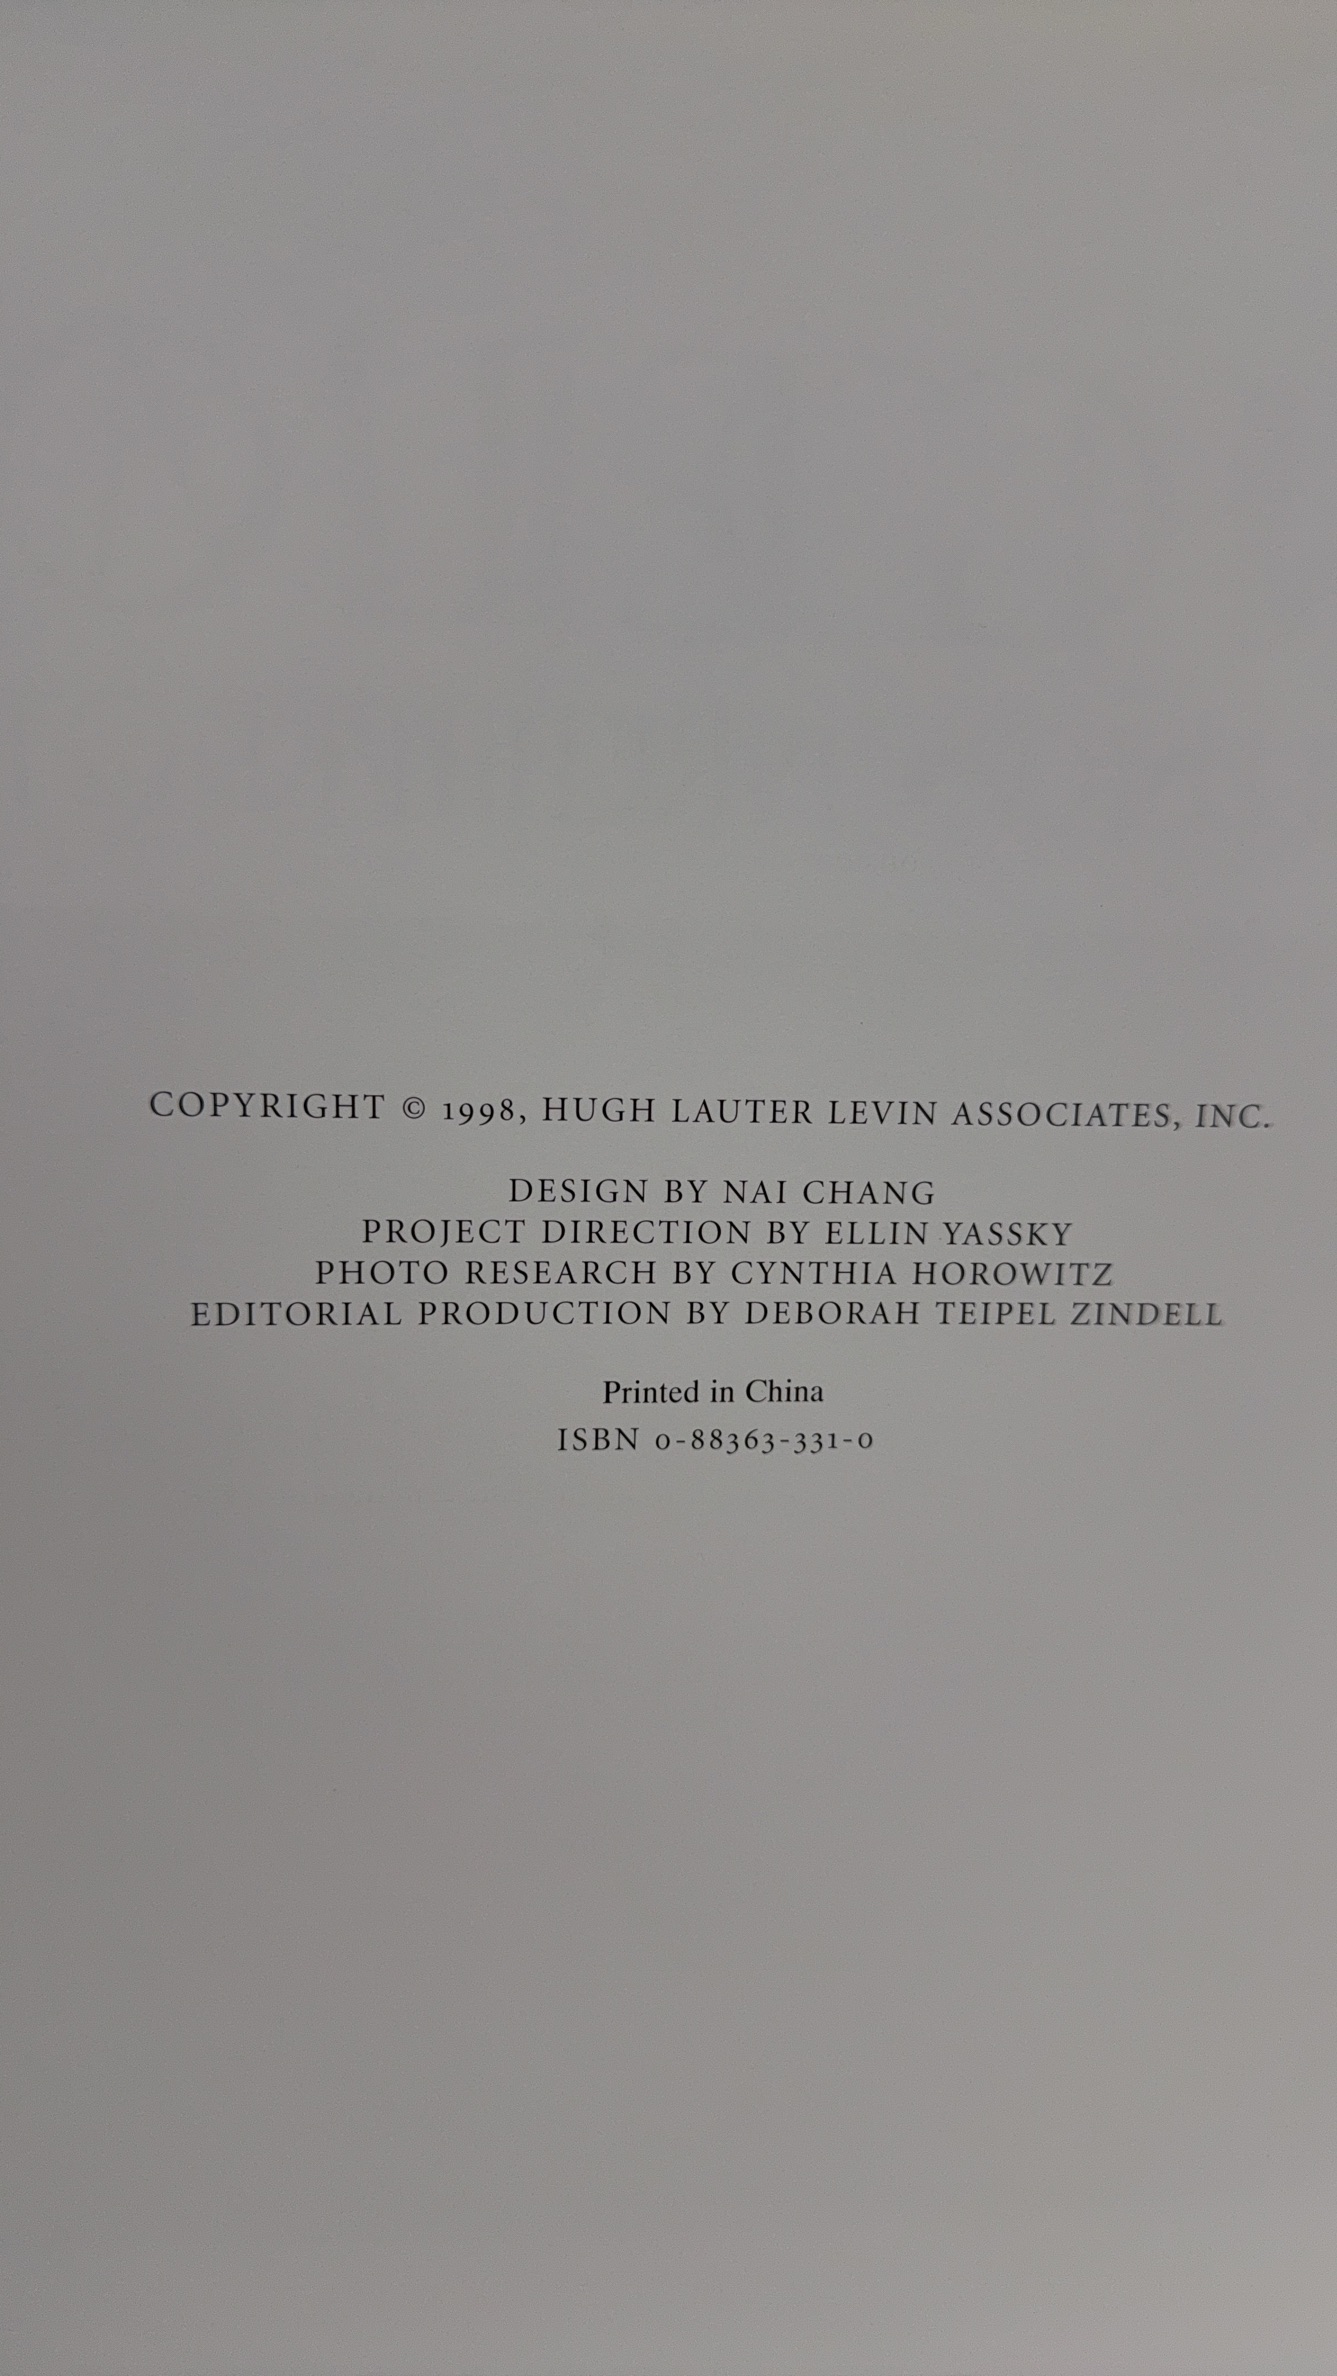 COPYRIGHT © 1998, HUGH LAUTER LEVIN ASSOCIATES, INC.
DESIGN BY NAI CHANG
PROJECT DIRECTION BY ELLIN YASSKY
PHOTO RESEARCH BY CYNTHIA HOROWITZ
EDITORIAL PRODUCTION BY DEBORAH TEIPEL ZINDELL
Printed in China
ISBN 0-88363-331-0